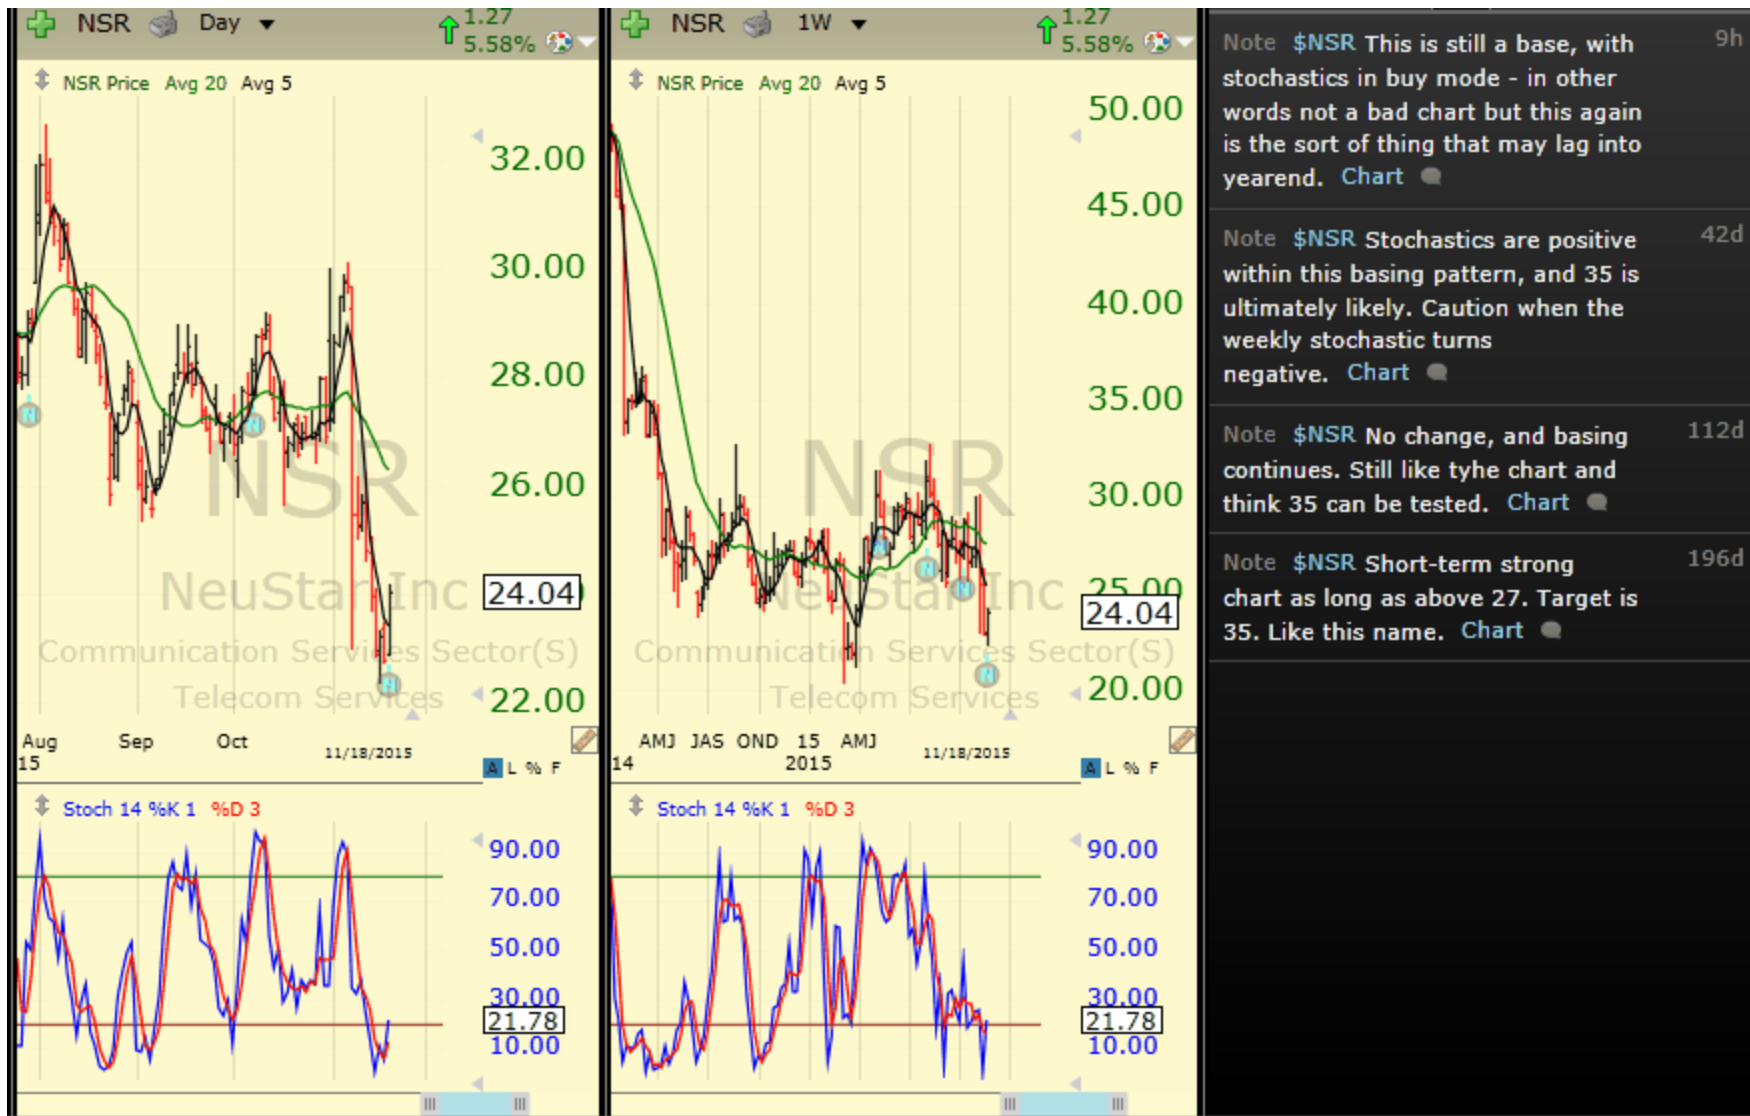 NSR Day 1.27
5.58%
NSR Price Avg 20 Avg 5
32.00
30.00
28.00
26.00
24.04
22.00
NSR
NeuStar Inc
Communication Services Sector(S)
Telecom Services
N
N
N
Aug Sep Oct 11/18/2015
15
A L % F
Stoch 14 %K 1 %D 3
90.00
70.00
50.00
30.00
21.78
10.00
NSR 1W 1.27
5.58%
NSR Price Avg 20 Avg 5
50.00
45.00
40.00
35.00
30.00
25.00
24.04
20.00
NSR
NeuStar Inc
Communication Services Sector(S)
Telecom Services
N
N
N
N
AMJ JAS OND 15 AMJ 11/18/2015
14 2015
A L % F
Stoch 14 %K 1 %D 3
90.00
70.00
50.00
30.00
21.78
10.00
Note $NSR This is still a base, with 9h
stochastics in buy mode - in other
words not a bad chart but this again
is the sort of thing that may lag into
yearend. Chart
Note $NSR Stochastics are positive 42d
within this basing pattern, and 35 is
ultimately likely. Caution when the
weekly stochastic turns
negative. Chart
Note $NSR No change, and basing 112d
continues. Still like tyhe chart and
think 35 can be tested. Chart
Note $NSR Short-term strong 196d
chart as long as above 27. Target is
35. Like this name. Chart